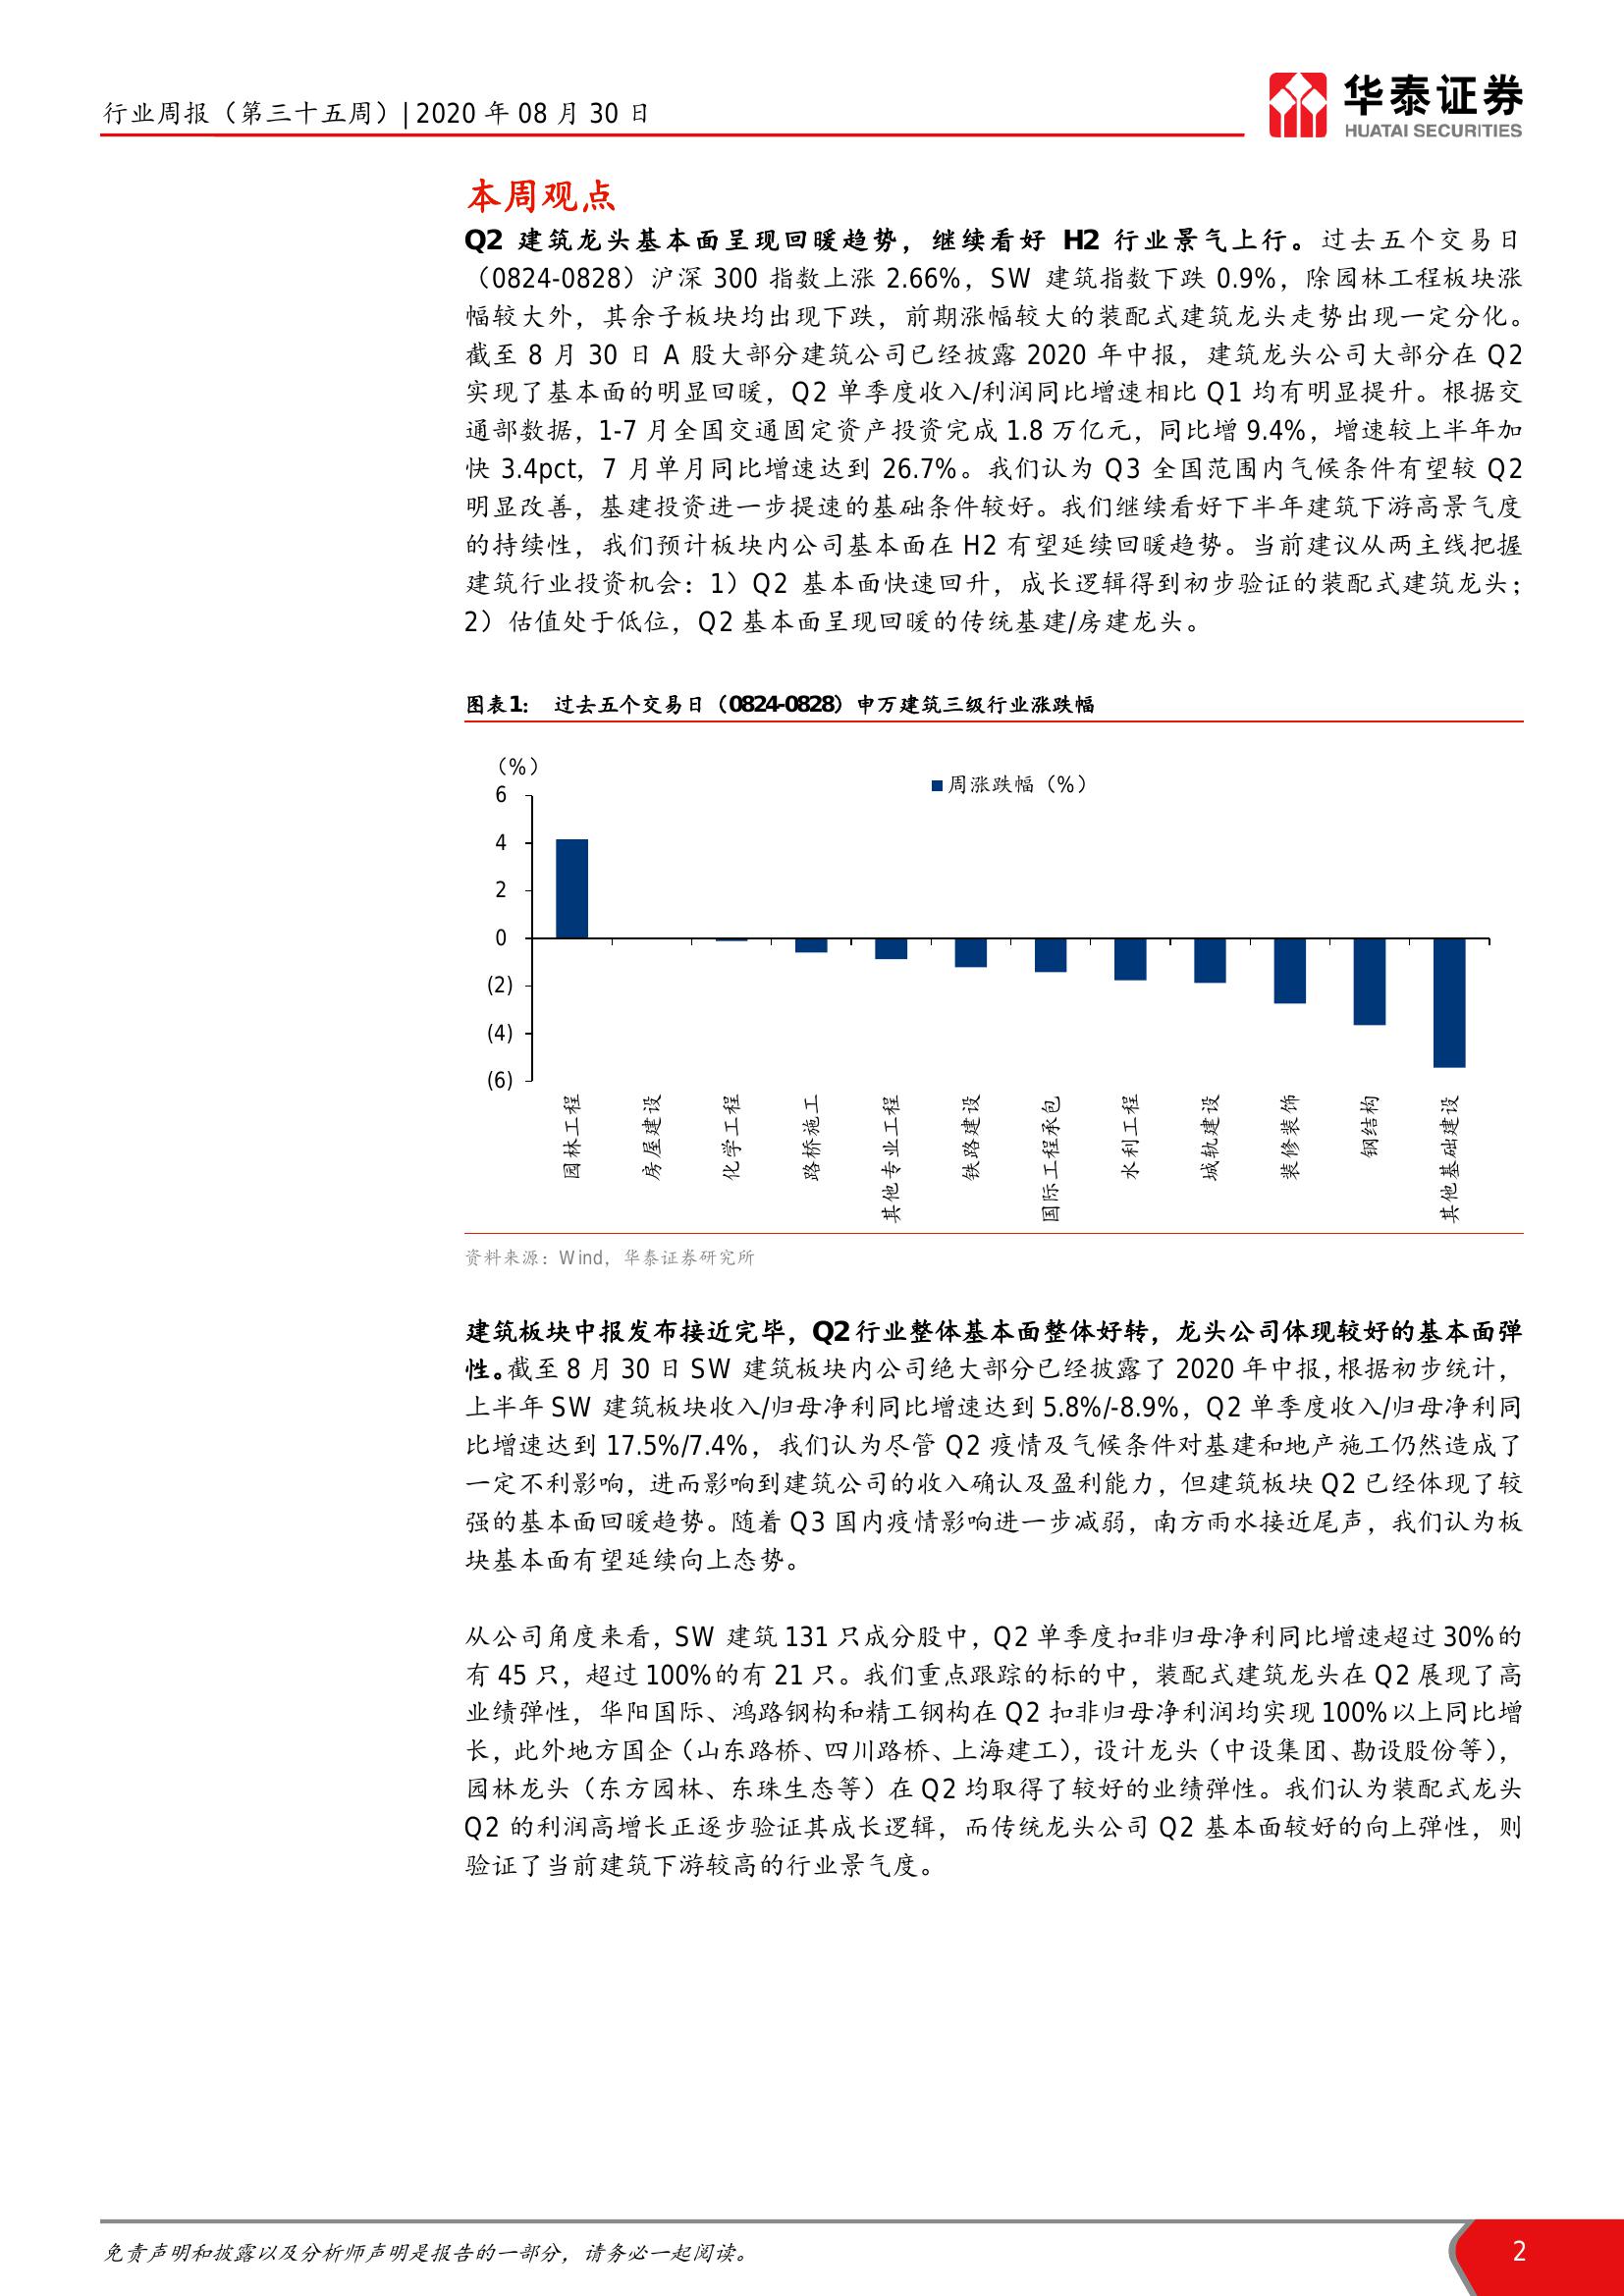 行业周报（第三十五周）| 2020 年 08 月 30 日
华泰证券
HUATAI SECURITIES
本周观点
Q2 建筑龙头基本面呈现回暖趋势，继续看好 H2 行业景气上行。过去五个交易日
（0824-0828）沪深 300 指数上涨 2.66%，SW 建筑指数下跌 0.9%，除园林工程板块涨
幅较大外，其余子板块均出现下跌，前期涨幅较大的装配式建筑龙头走势出现一定分化。
截至 8 月 30 日 A 股大部分建筑公司已经披露 2020 年中报，建筑龙头公司大部分在 Q2
实现了基本面的明显回暖，Q2 单季度收入/利润同比增速相比 Q1 均有明显提升。根据交
通部数据，1-7 月全国交通固定资产投资完成 1.8 万亿元，同比增 9.4%，增速较上半年加
快 3.4pct，7 月单月同比增速达到 26.7%。我们认为 Q3 全国范围内气候条件有望较 Q2
明显改善，基建投资进一步提速的基础条件较好。我们继续看好下半年建筑下游高景气度
的持续性，我们预计板块内公司基本面在 H2 有望延续回暖趋势。当前建议从两主线把握
建筑行业投资机会：1）Q2 基本面快速回升，成长逻辑得到初步验证的装配式建筑龙头；
2）估值处于低位，Q2 基本面呈现回暖的传统基建/房建龙头。
图表1： 过去五个交易日（0824-0828）申万建筑三级行业涨跌幅
（%）
周涨跌幅（%）
6
4
2
0
(2)
(4)
(6)
园林工程
房屋建设
化学工程
路桥施工
其他专业工程
铁路建设
国际工程承包
水利工程
城轨建设
装修装饰
钢结构
其他基础建设
资料来源：Wind，华泰证券研究所
建筑板块中报发布接近完毕，Q2 行业整体基本面整体好转，龙头公司体现较好的基本面弹
性。截至 8 月 30 日 SW 建筑板块内公司绝大部分已经披露了 2020 年中报，根据初步统计，
上半年 SW 建筑板块收入/归母净利同比增速达到 5.8%/-8.9%，Q2 单季度收入/归母净利同
比增速达到 17.5%/7.4%，我们认为尽管 Q2 疫情及气候条件对基建和地产施工仍然造成了
一定不利影响，进而影响到建筑公司的收入确认及盈利能力，但建筑板块 Q2 已经体现了较
强的基本面回暖趋势。随着 Q3 国内疫情影响进一步减弱，南方雨水接近尾声，我们认为板
块基本面有望延续向上态势。
从公司角度来看，SW 建筑 131 只成分股中，Q2 单季度扣非归母净利同比增速超过 30%的
有 45 只，超过 100%的有 21 只。我们重点跟踪的标的中，装配式建筑龙头在 Q2 展现了高
业绩弹性，华阳国际、鸿路钢构和精工钢构在 Q2 扣非归母净利润均实现 100%以上同比增
长，此外地方国企（山东路桥、四川路桥、上海建工），设计龙头（中设集团、勘设股份等），
园林龙头（东方园林、东珠生态等）在 Q2 均取得了较好的业绩弹性。我们认为装配式龙头
Q2 的利润高增长正逐步验证其成长逻辑，而传统龙头公司 Q2 基本面较好的向上弹性，则
验证了当前建筑下游较高的行业景气度。
免责声明和披露以及分析师声明是报告的一部分，请务必一起阅读。
2